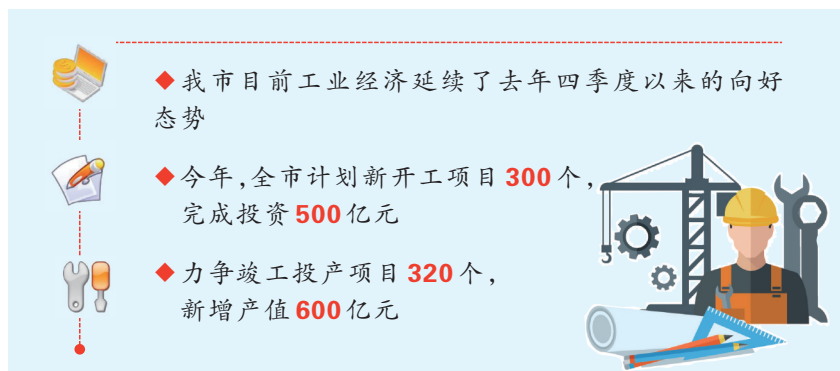 ◆我市目前工业经济延续了去年四季度以来的向好
态势
◆今年,全市计划新开工项目300个,
完成投资500亿元
◆力争竣工投产项目320个,
新增产值600亿元